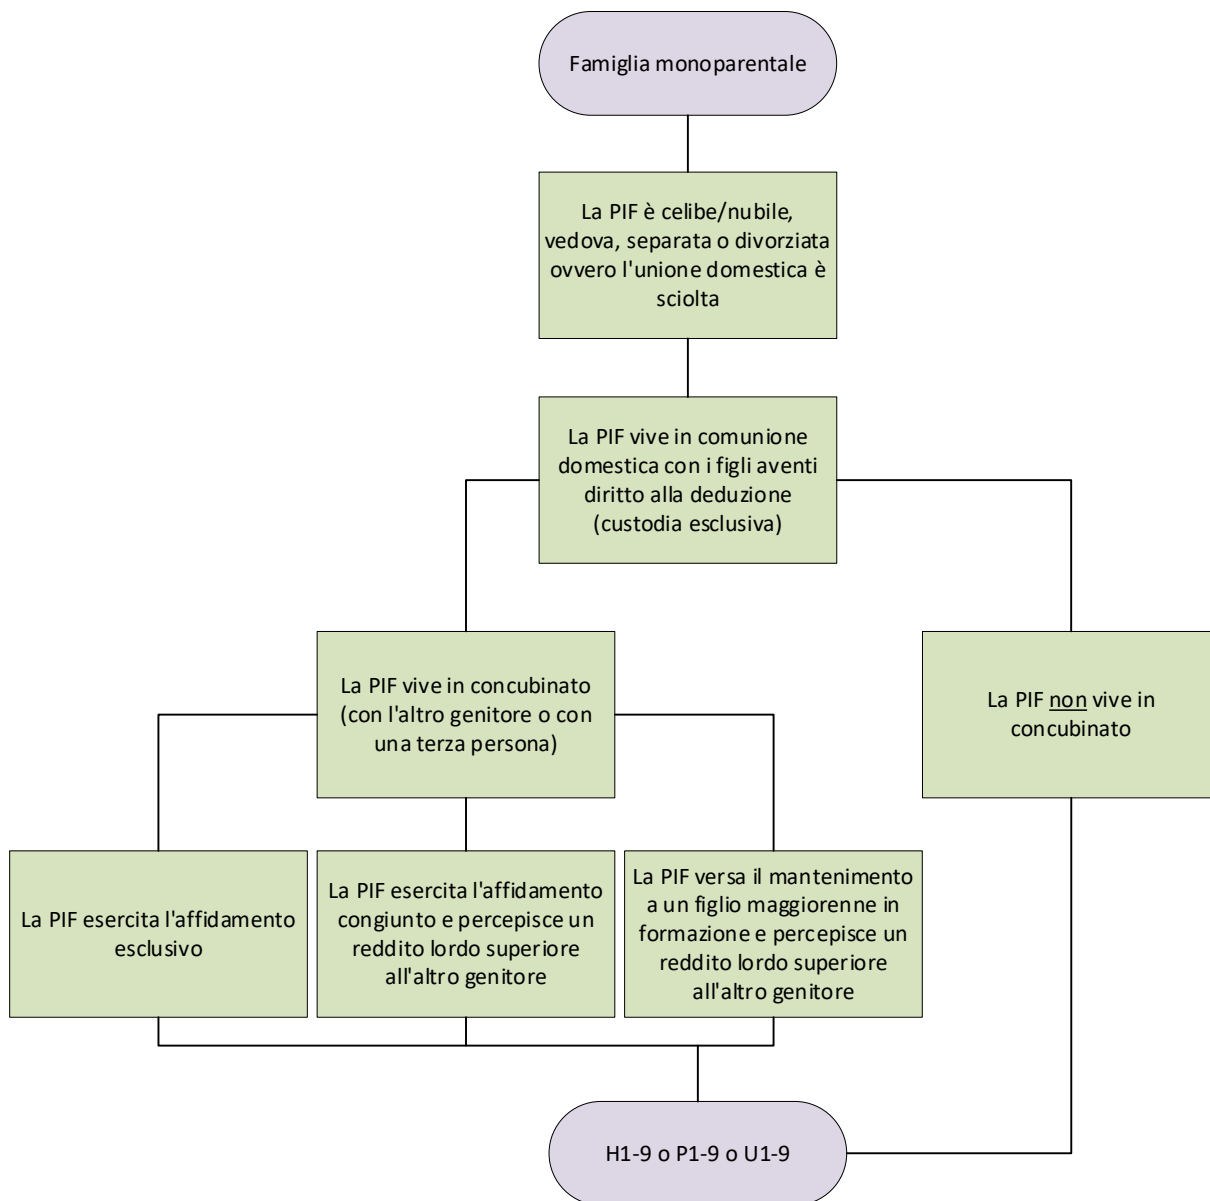 Famiglia monoparentale
La PIF è celibe/nubile,
vedova, separata o divorziata
ovvero l'unione domestica è
sciolta
La PIF vive in comunione
domestica con i figli aventi
diritto alla deduzione
(custodia esclusiva)
La PIF vive in concubinato
(con l'altro genitore o con
una terza persona)
La PIF non vive in
concubinato
La PIF esercita l'affidamento
esclusivo
La PIF esercita l'affidamento
congiunto e percepisce un
reddito lordo superiore
all'altro genitore
La PIF versa il mantenimento
a un figlio maggiorenne in
formazione e percepisce un
reddito lordo superiore
all'altro genitore
H1-9 o P1-9 o U1-9